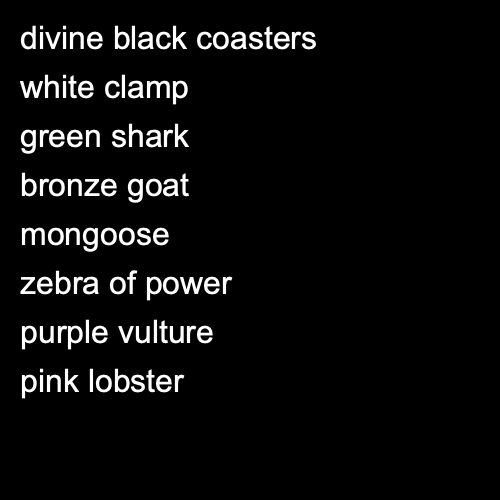 divine black coasters
white clamp
green shark
bronze goat
mongoose
zebra of power
purple vulture
pink lobster